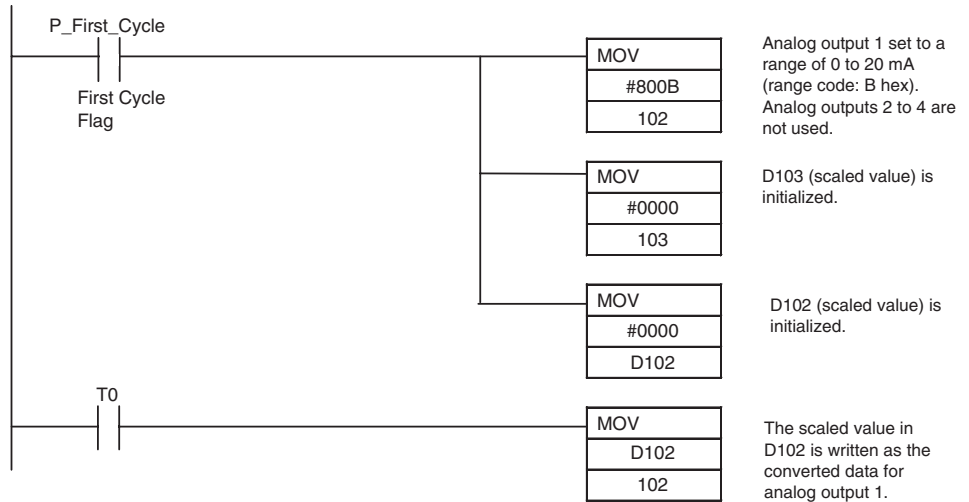 P_First_Cycle
First Cycle
Flag
MOV
#800B
102
Analog output 1 set to a
range of 0 to 20 mA
(range code: B hex).
Analog outputs 2 to 4 are
not used.
MOV
#0000
103
D103 (scaled value) is
initialized.
MOV
#0000
D102
D102 (scaled value) is
initialized.
T0
MOV
D102
102
The scaled value in
D102 is written as the
converted data for
analog output 1.